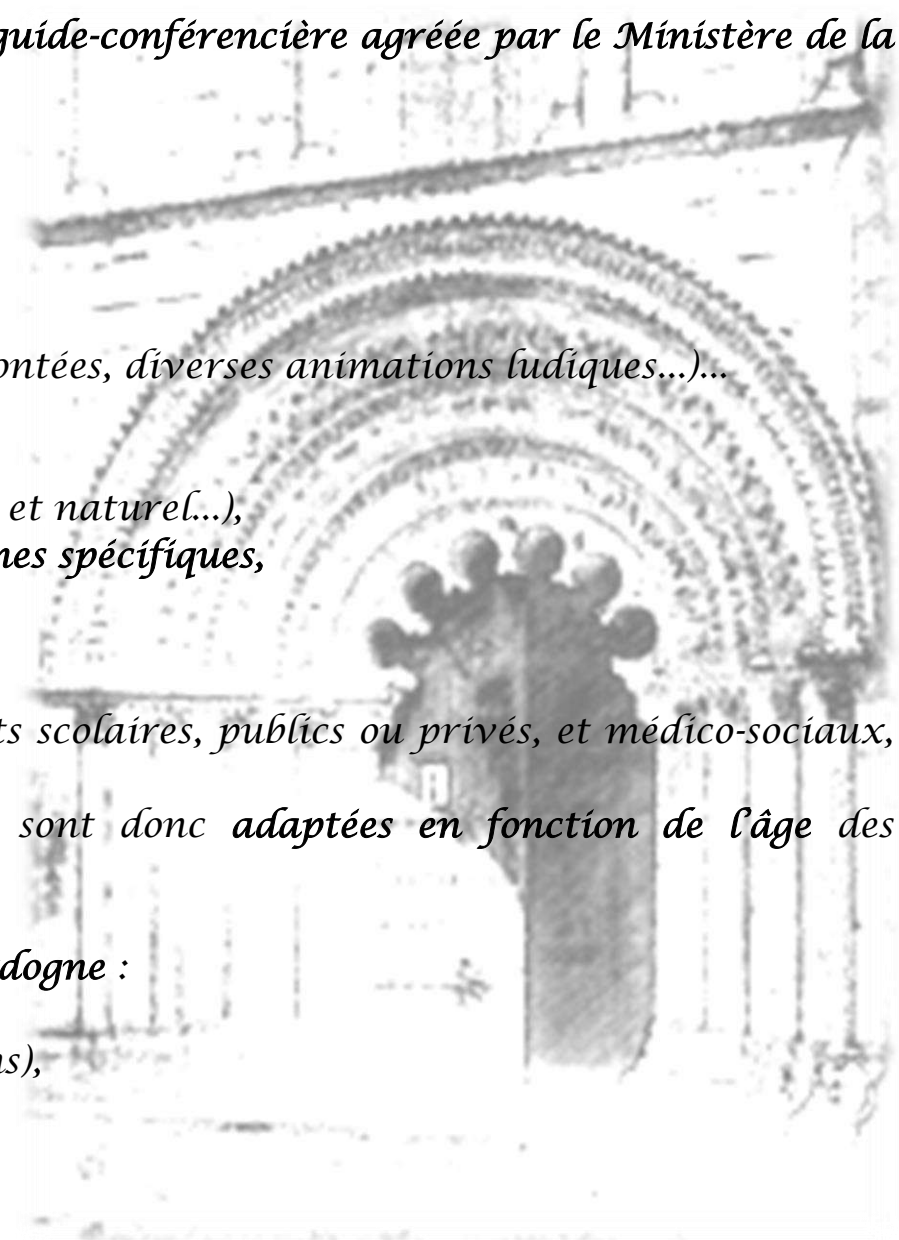 guide-conférencière agréée par le Ministère de la
ontées, diverses animations ludiques...)...
et naturel...),
nes spécifiques,
ts scolaires, publics ou privés, et médico-sociaux,
sont donc adaptées en fonction de l'âge des
dogne :
ns),